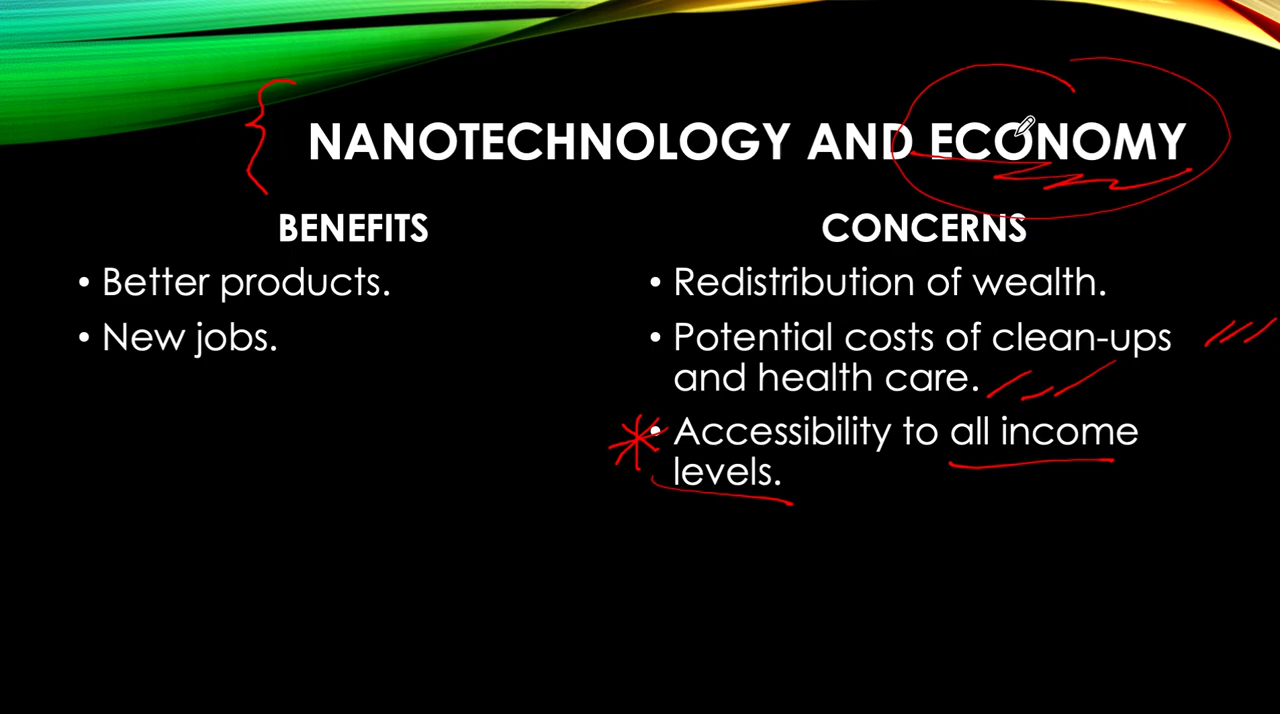 NANOTECHNOLOGY AND ECONOMY
BENEFITS
• Better products.
• New jobs.
CONCERNS
• Redistribution of wealth.
• Potential costs of clean-ups
and health care.
• Accessibility to all income
levels.